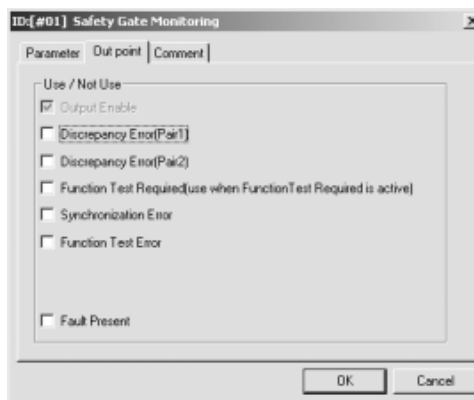 ID:[#01] Safety Gate Monitoring
Parameter Out point Comment
Use / Not Use
Output Enable
Discrepancy Error(Pair1)
Discrepancy Error(Pair2)
Function Test Required(use when FunctionTest Required is active)
Synchronization Error
Function Test Error
Fault Present
OK Cancel